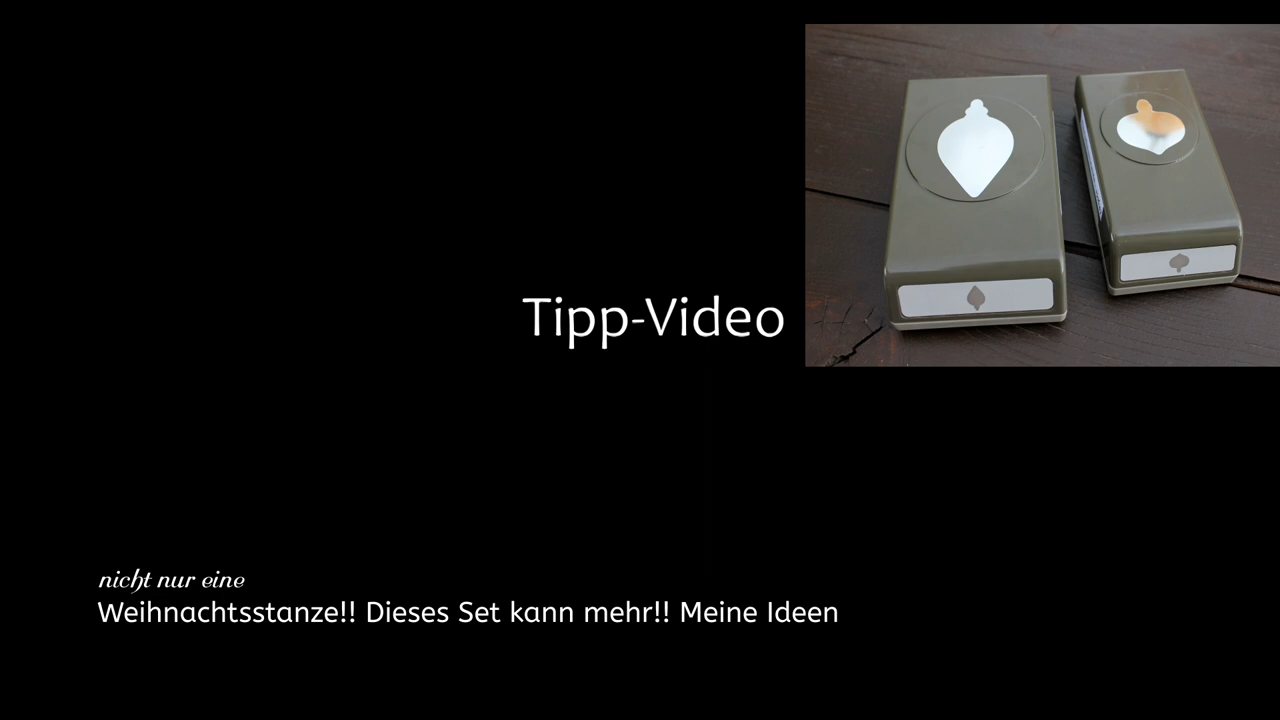 Tipp-Video
nicht nur eine
Weihnachtsstanze!! Dieses Set kann mehr!! Meine Ideen